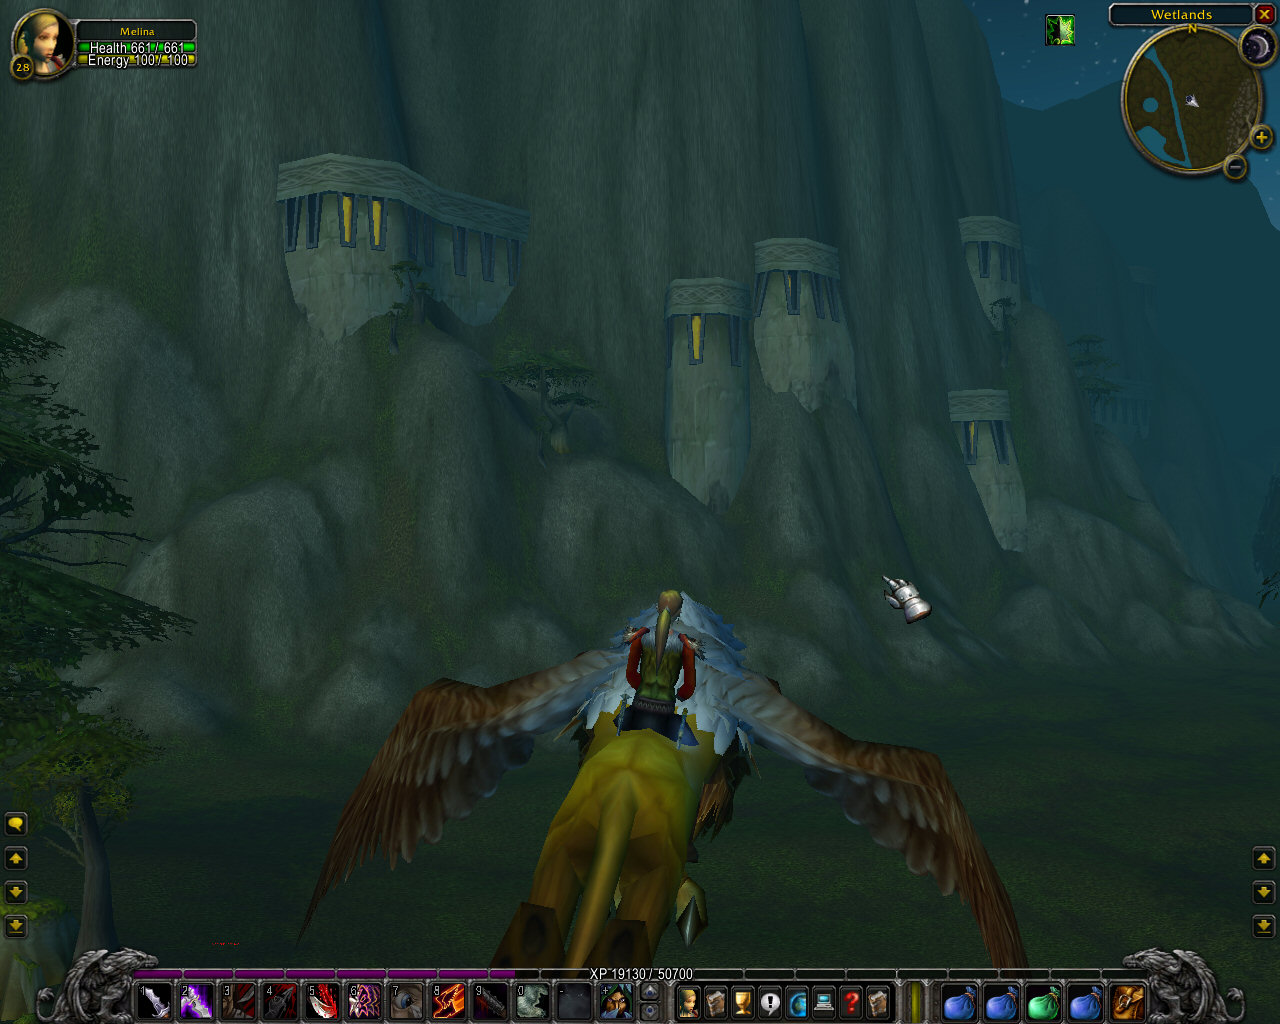 Melina
Health 661 / 661
Energy 100 / 100
28
Wetlands
N
XP 19130 / 50700
1 2 3 4 5 6 7 8 9 0 - +